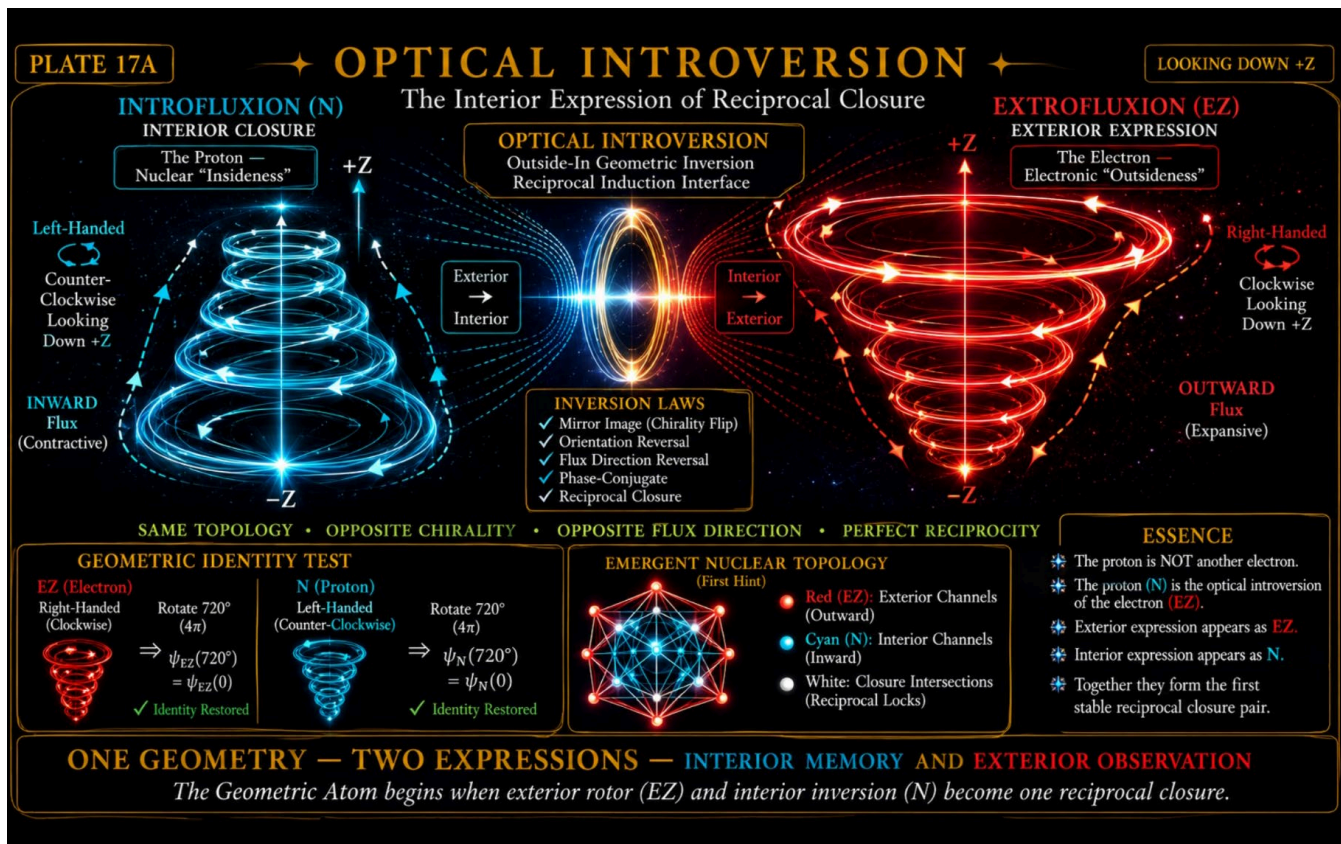 PLATE 17A
OPTICAL INTROVERSION
LOOKING DOWN +Z
The Interior Expression of Reciprocal Closure
INTROFLUXION (N)
INTERIOR CLOSURE
The Proton —
Nuclear “Insideness”
+Z
Left-Handed
Counter-
Clockwise
Looking
Down +Z
INWARD
Flux
(Contractive)
−Z
OPTICAL INTROVERSION
Outside-In Geometric Inversion
Reciprocal Induction Interface
Exterior
→
Interior
Interior
→
Exterior
INVERSION LAWS
✓ Mirror Image (Chirality Flip)
✓ Orientation Reversal
✓ Flux Direction Reversal
✓ Phase-Conjugate
✓ Reciprocal Closure
EXTROFLUXION (EZ)
EXTERIOR EXPRESSION
+Z
The Electron —
Electronic “Outsideness”
Right-Handed
Clockwise
Looking
Down +Z
OUTWARD
Flux
(Expansive)
−Z
SAME TOPOLOGY • OPPOSITE CHIRALITY • OPPOSITE FLUX DIRECTION • PERFECT RECIPROCITY
GEOMETRIC IDENTITY TEST
EZ (Electron)
Right-Handed
(Clockwise)
Rotate 720°
(4π)
⇒ ψEZ(720°)
= ψEZ(0)
✓ Identity Restored
N (Proton)
Left-Handed
(Counter-Clockwise)
Rotate 720°
(4π)
⇒ ψN(720°)
= ψN(0)
✓ Identity Restored
EMERGENT NUCLEAR TOPOLOGY
(First Hint)
Red (EZ): Exterior Channels
(Outward)
Cyan (N): Interior Channels
(Inward)
White: Closure Intersections
(Reciprocal Locks)
ESSENCE
The proton is NOT another electron.
The proton (N) is the optical introversion
of the electron (EZ).
Exterior expression appears as EZ.
Interior expression appears as N.
Together they form the first
stable reciprocal closure pair.
ONE GEOMETRY — TWO EXPRESSIONS — INTERIOR MEMORY AND EXTERIOR OBSERVATION
The Geometric Atom begins when exterior rotor (EZ) and interior inversion (N) become one reciprocal closure.